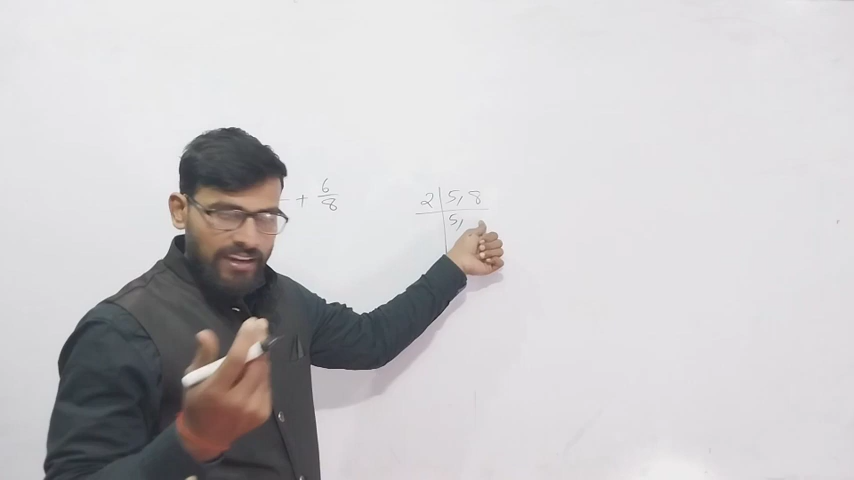 + 6/8
2 | 5, 8
5,